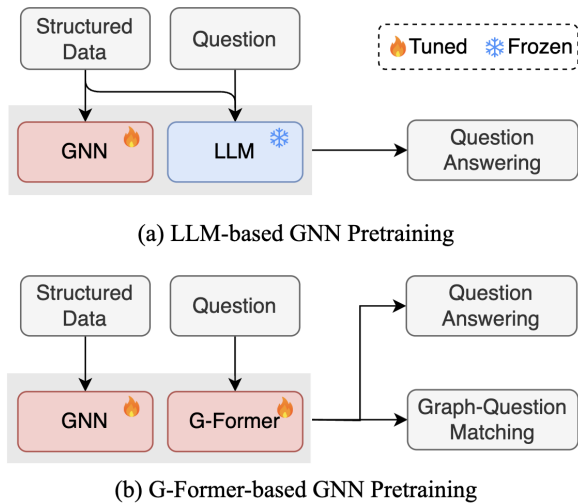 Structured
Data
Question
Tuned
Frozen
GNN
LLM
Question
Answering
(a) LLM-based GNN Pretraining
Structured
Data
Question
Question
Answering
GNN
G-Former
Graph-Question
Matching
(b) G-Former-based GNN Pretraining